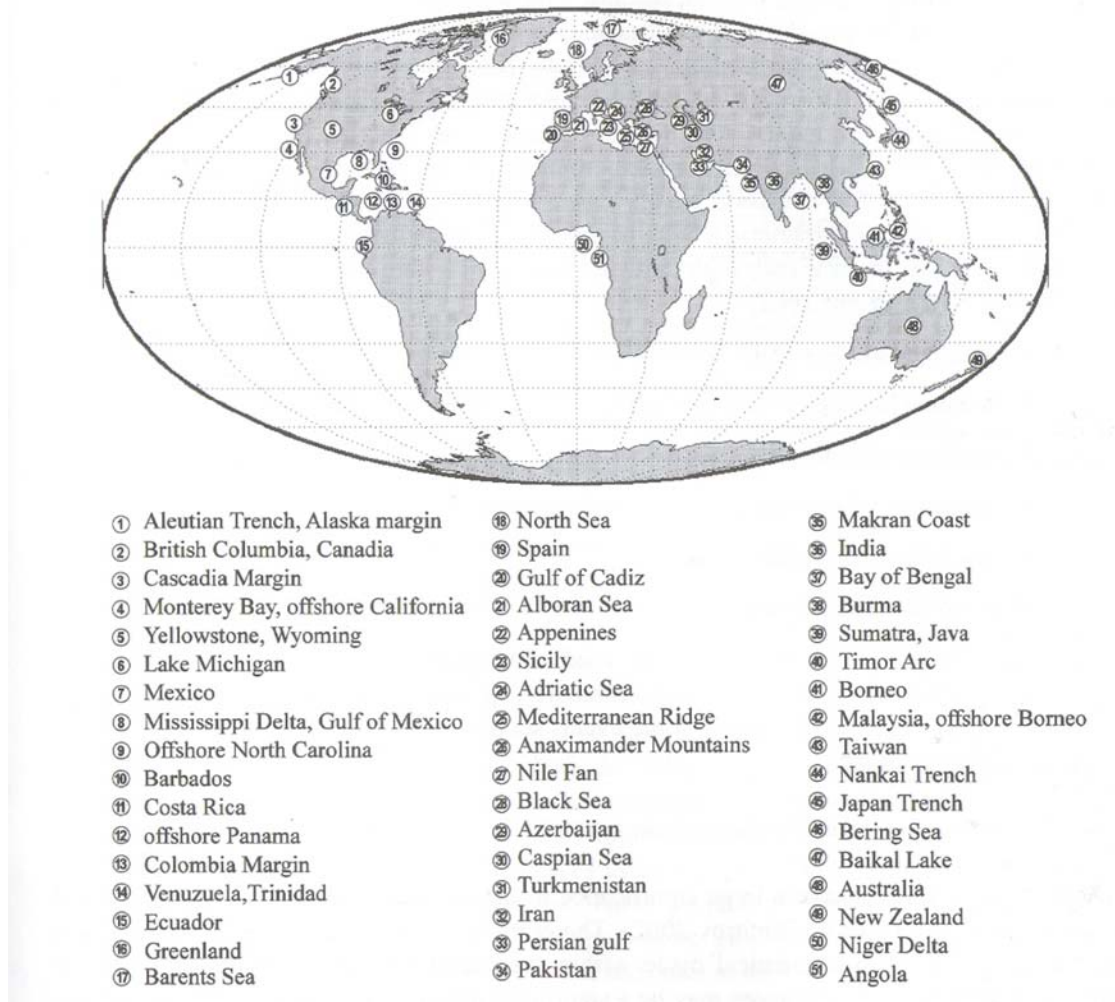 ① Aleutian Trench, Alaska margin
② British Columbia, Canadia
③ Cascadia Margin
④ Monterey Bay, offshore California
⑤ Yellowstone, Wyoming
⑥ Lake Michigan
⑦ Mexico
⑧ Mississippi Delta, Gulf of Mexico
⑨ Offshore North Carolina
⑩ Barbados
⑪ Costa Rica
⑫ offshore Panama
⑬ Colombia Margin
⑭ Venuzuela,Trinidad
⑮ Ecuador
⑯ Greenland
⑰ Barents Sea
⑱ North Sea
⑲ Spain
⑳ Gulf of Cadiz
㉑ Alboran Sea
㉒ Appenines
㉓ Sicily
㉔ Adriatic Sea
㉕ Mediterranean Ridge
㉖ Anaximander Mountains
㉗ Nile Fan
㉘ Black Sea
㉙ Azerbaijan
㉚ Caspian Sea
㉛ Turkmenistan
㉜ Iran
㉝ Persian gulf
㉞ Pakistan
㉟ Makran Coast
㊱ India
㊲ Bay of Bengal
㊳ Burma
㊴ Sumatra, Java
㊵ Timor Arc
㊶ Borneo
㊷ Malaysia, offshore Borneo
㊸ Taiwan
㊹ Nankai Trench
㊺ Japan Trench
㊻ Bering Sea
㊼ Baikal Lake
㊽ Australia
㊾ New Zealand
㊿ Niger Delta
51 Angola